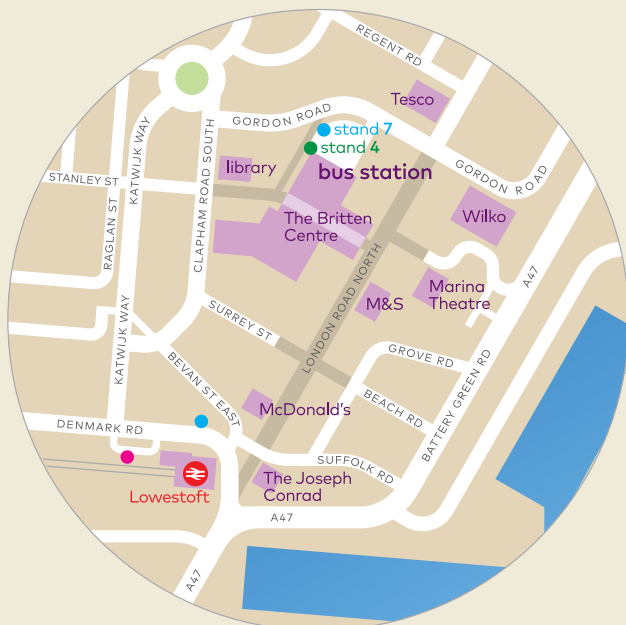 REGENT RD
Tesco
GORDON ROAD
stand 7
stand 4
bus station
GORDON ROAD
library
STANLEY ST
KATWIJK WAY
CLAPHAM ROAD SOUTH
RAGLAN ST
The Britten
Centre
Wilko
A47
Marina
Theatre
M&S
LONDON ROAD NORTH
SURREY ST
KATWIJK WAY
GROVE RD
BEVAN ST EAST
BATTERY GREEN RD
BEACH RD
McDonald's
DENMARK RD
SUFFOLK RD
The Joseph
Conrad
Lowestoft
A47
A47